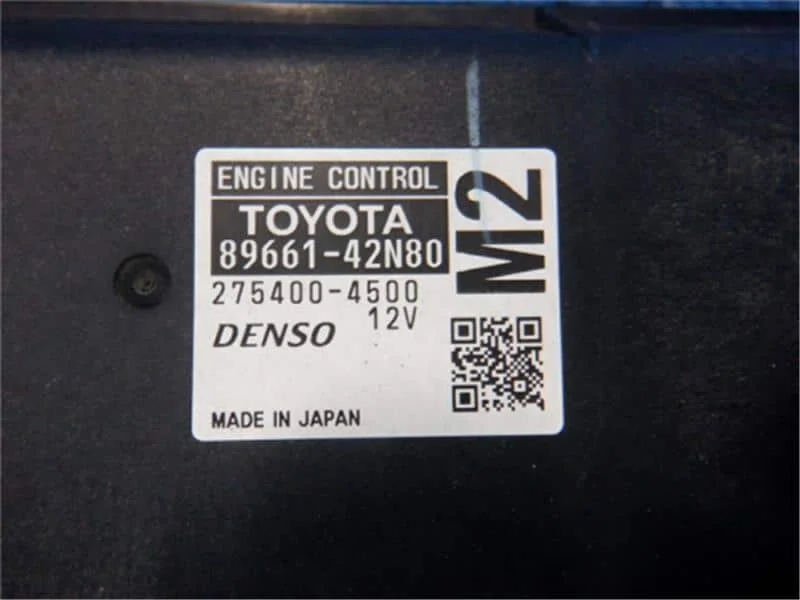 ENGINE CONTROL
TOYOTA
89661-42N80
275400-4500
12V
DENSO
MADE IN JAPAN
M2